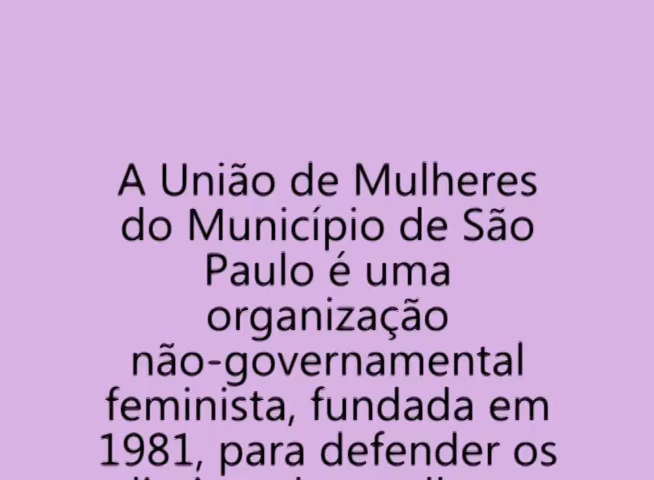 A União de Mulheres
do Município de São
Paulo é uma
organização
não-governamental
feminista, fundada em
1981, para defender os